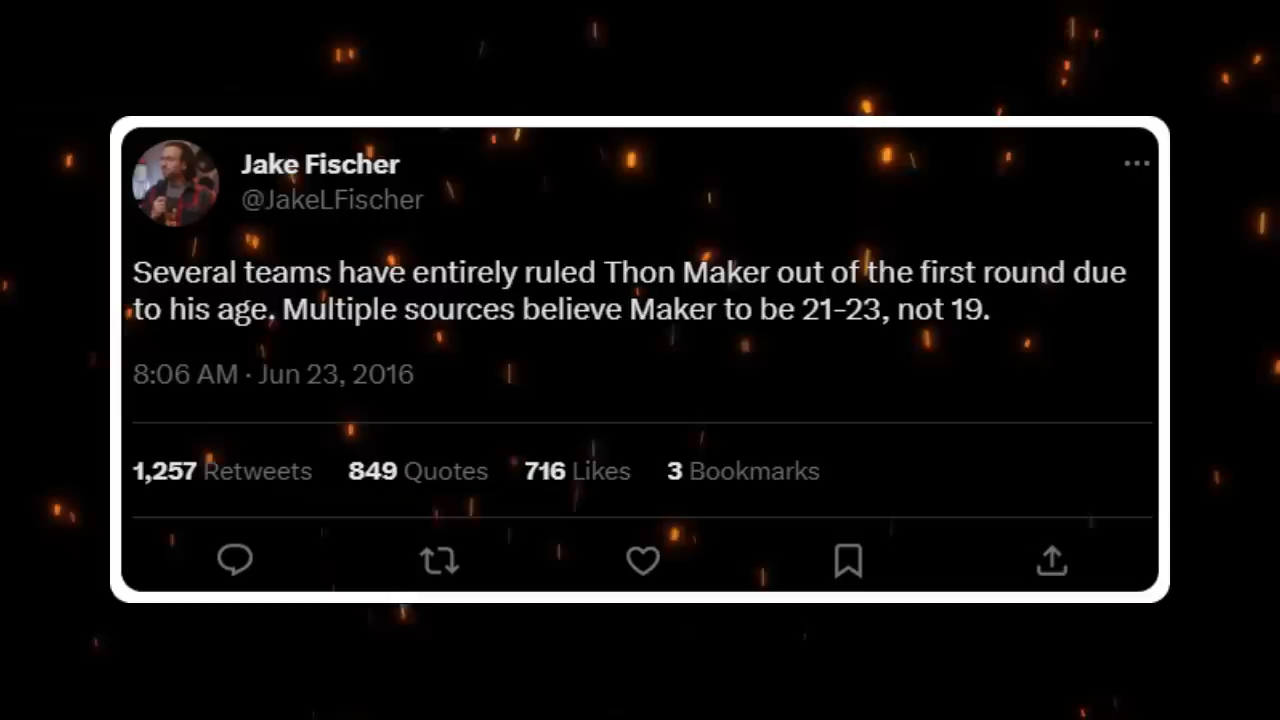 Jake Fischer
@JakeLFischer
Several teams have entirely ruled Thon Maker out of the first round due
to his age. Multiple sources believe Maker to be 21-23, not 19.
8:06 AM · Jun 23, 2016
1,257 Retweets 849 Quotes 716 Likes 3 Bookmarks